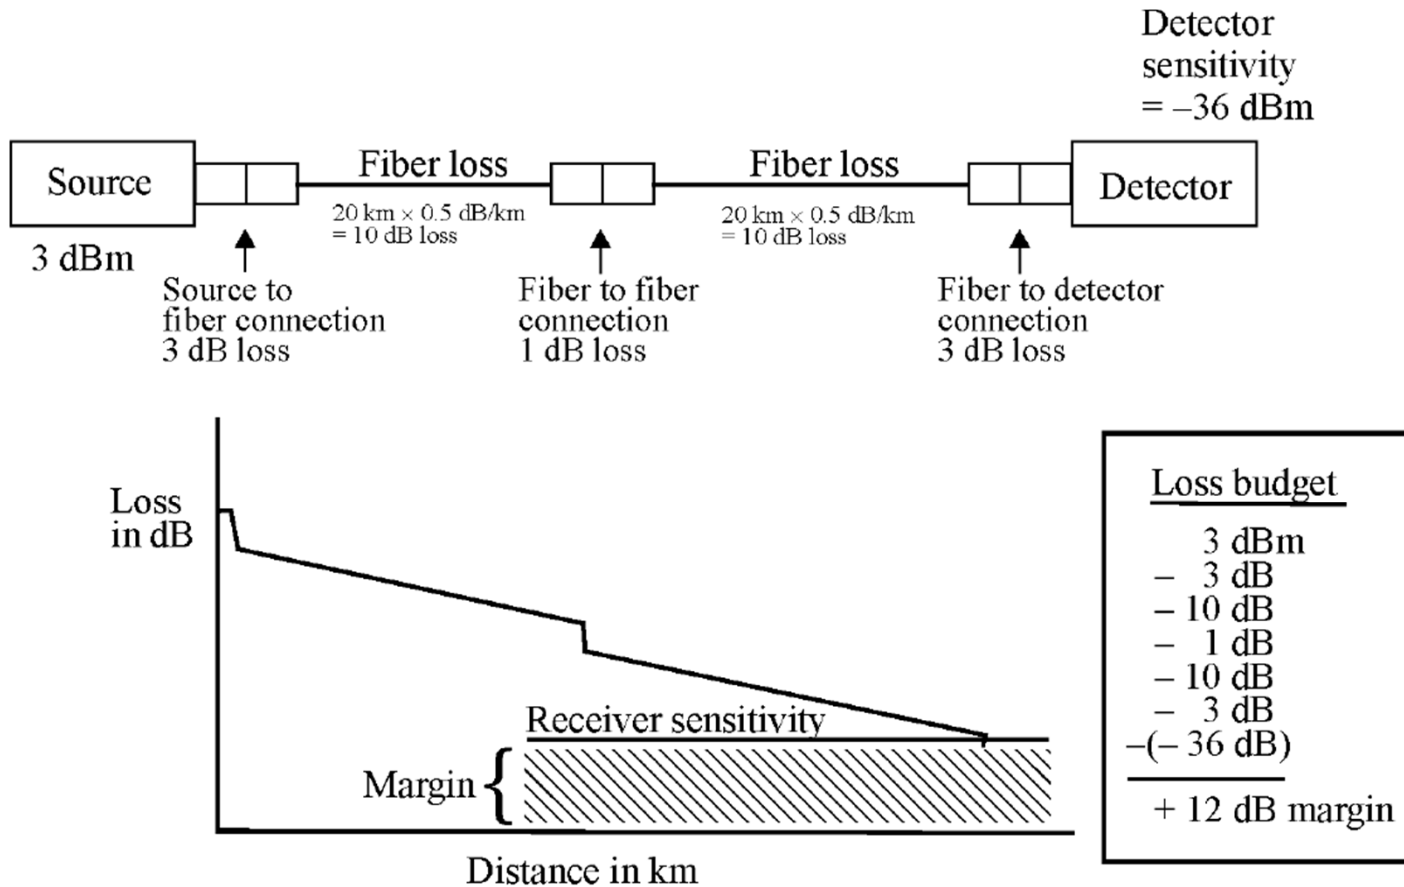 Detector
sensitivity
= –36 dBm
Source
Fiber loss
Fiber loss
Detector
20 km × 0.5 dB/km
= 10 dB loss
20 km × 0.5 dB/km
= 10 dB loss
3 dBm
Source to
fiber connection
3 dB loss
Fiber to fiber
connection
1 dB loss
Fiber to detector
connection
3 dB loss
Loss
in dB
Receiver sensitivity
Margin
Distance in km
Loss budget
3 dBm
– 3 dB
– 10 dB
– 1 dB
– 10 dB
– 3 dB
–(– 36 dB)
+ 12 dB margin